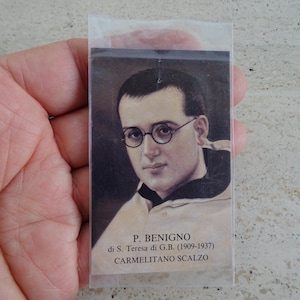 P. BENIGNO
di S. Teresa di G.B. (1909-1937)
CARMELITANO SCALZO